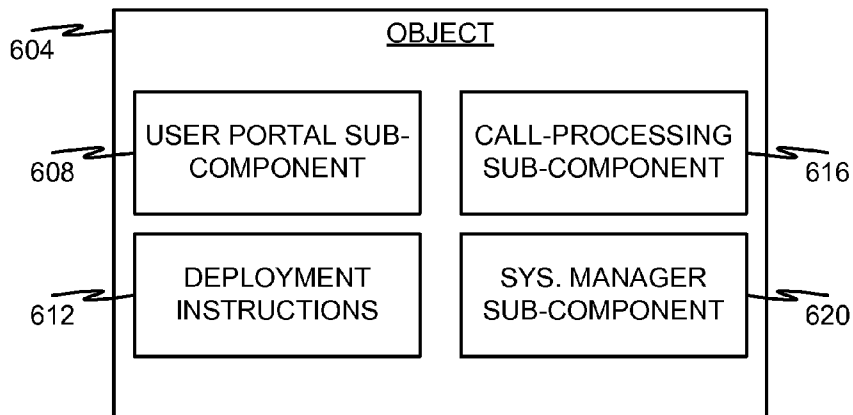 OBJECT
604
USER PORTAL SUB-
COMPONENT
608
CALL-PROCESSING
SUB-COMPONENT
616
DEPLOYMENT
INSTRUCTIONS
612
SYS. MANAGER
SUB-COMPONENT
620